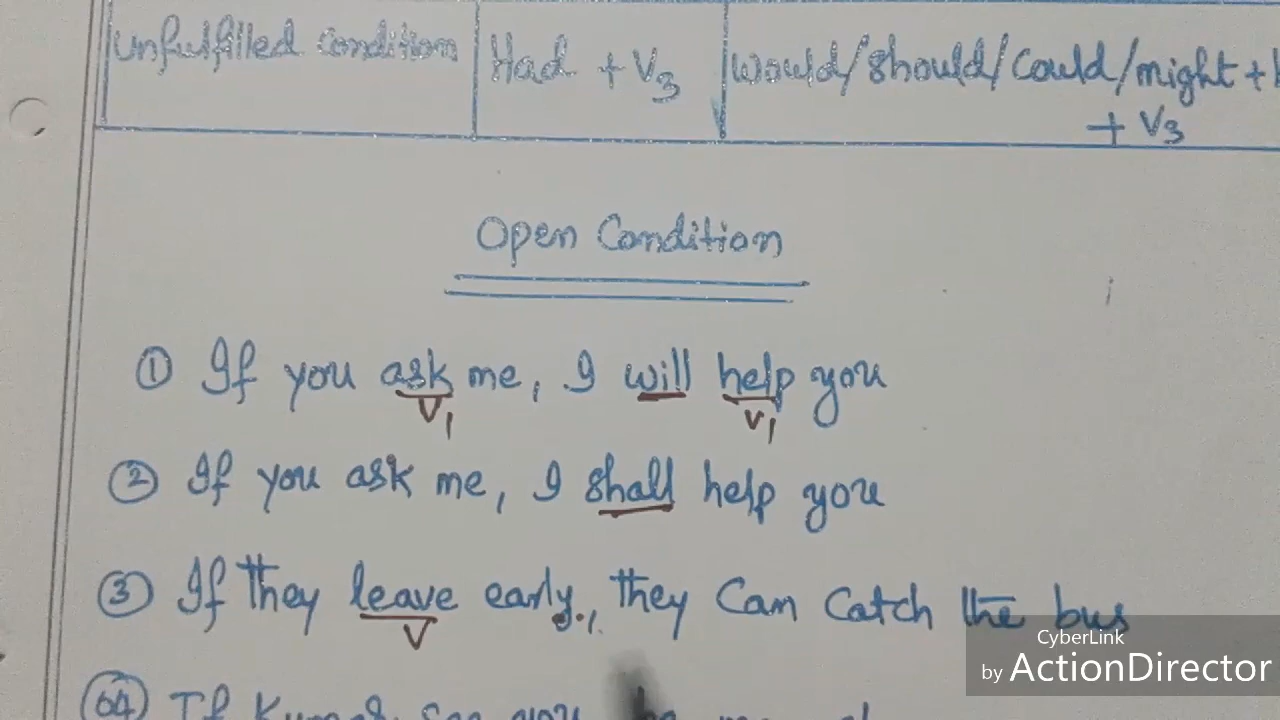 Unfulfilled Condition Had + V3 Would/Should/Could/might +
+ V3
Open Condition
① If you ask me, I will help you
V1 V1
② If you ask me, I shall help you
③ If they leave early, they Can Catch the bus
V
CyberLink
by ActionDirector
04 If